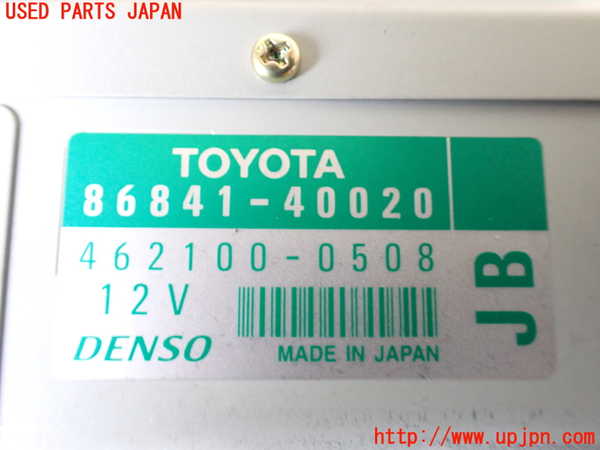 USED PARTS JAPAN
TOYOTA
86841-40020
462100-0508
12V
JB
DENSO
MADE IN JAPAN
http://www.upjpn.com/